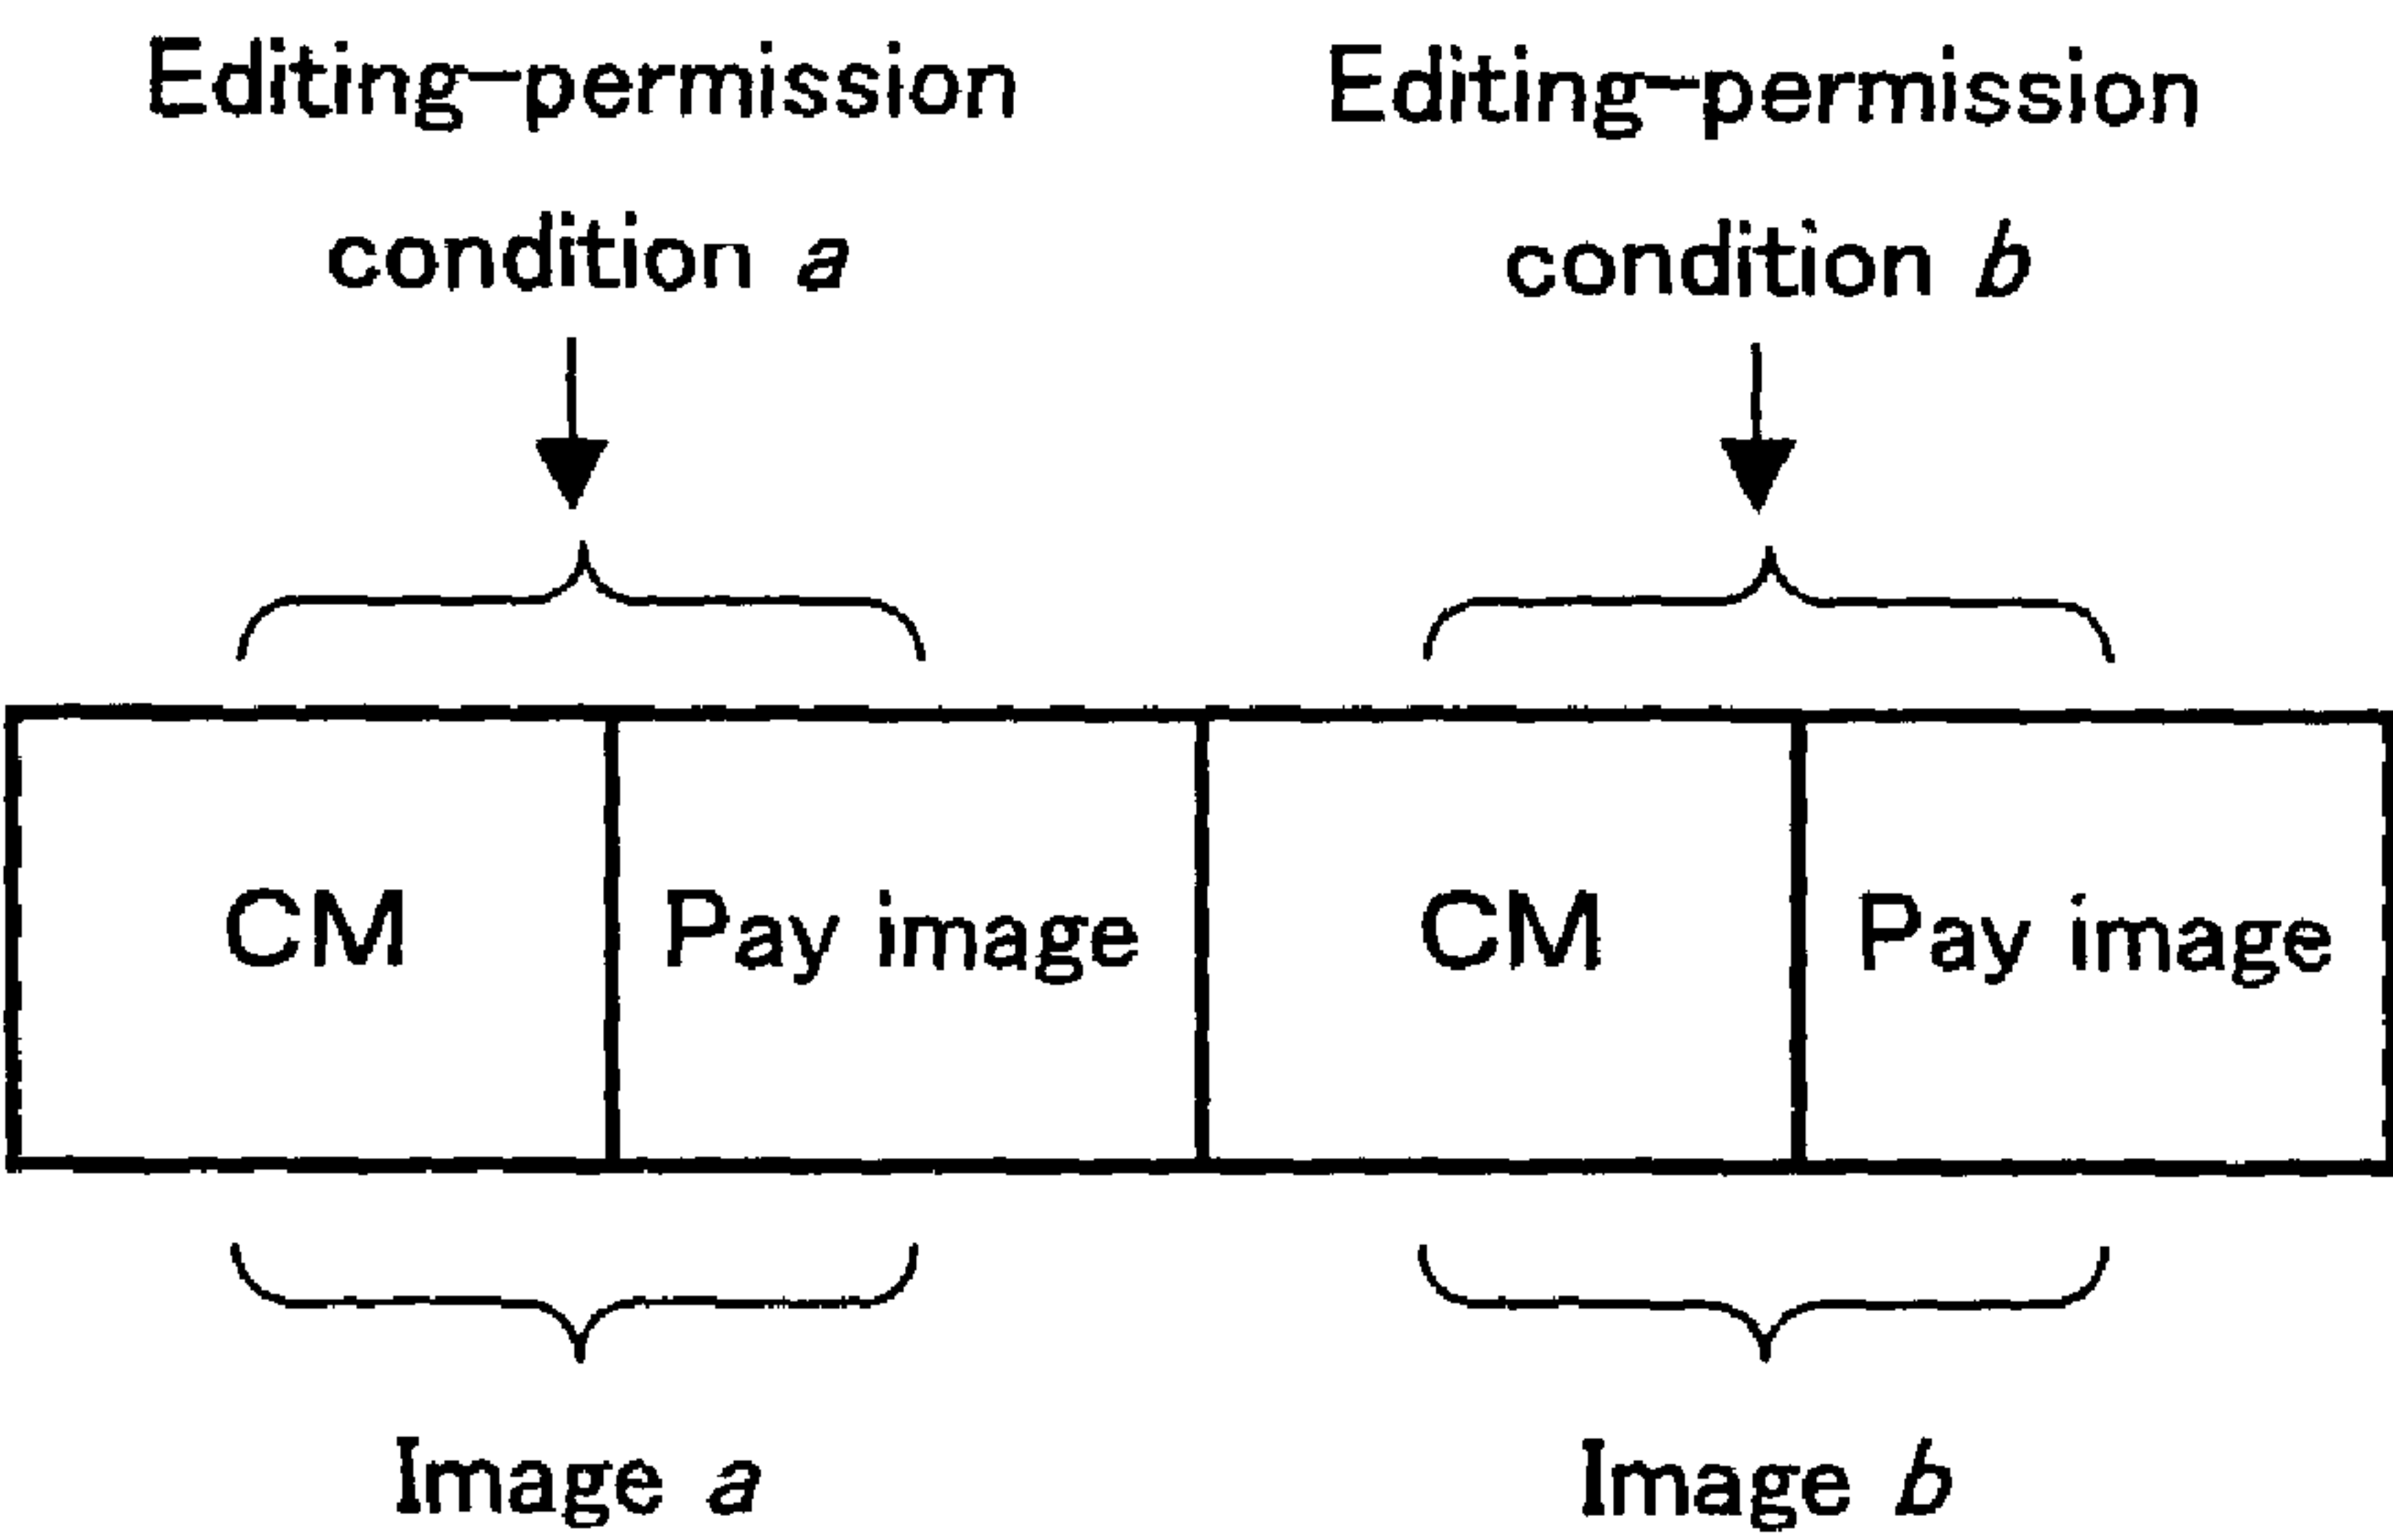 Editing-permission
condition a
Editing-permission
condition b
CM
Pay image
CM
Pay image
Image a
Image b